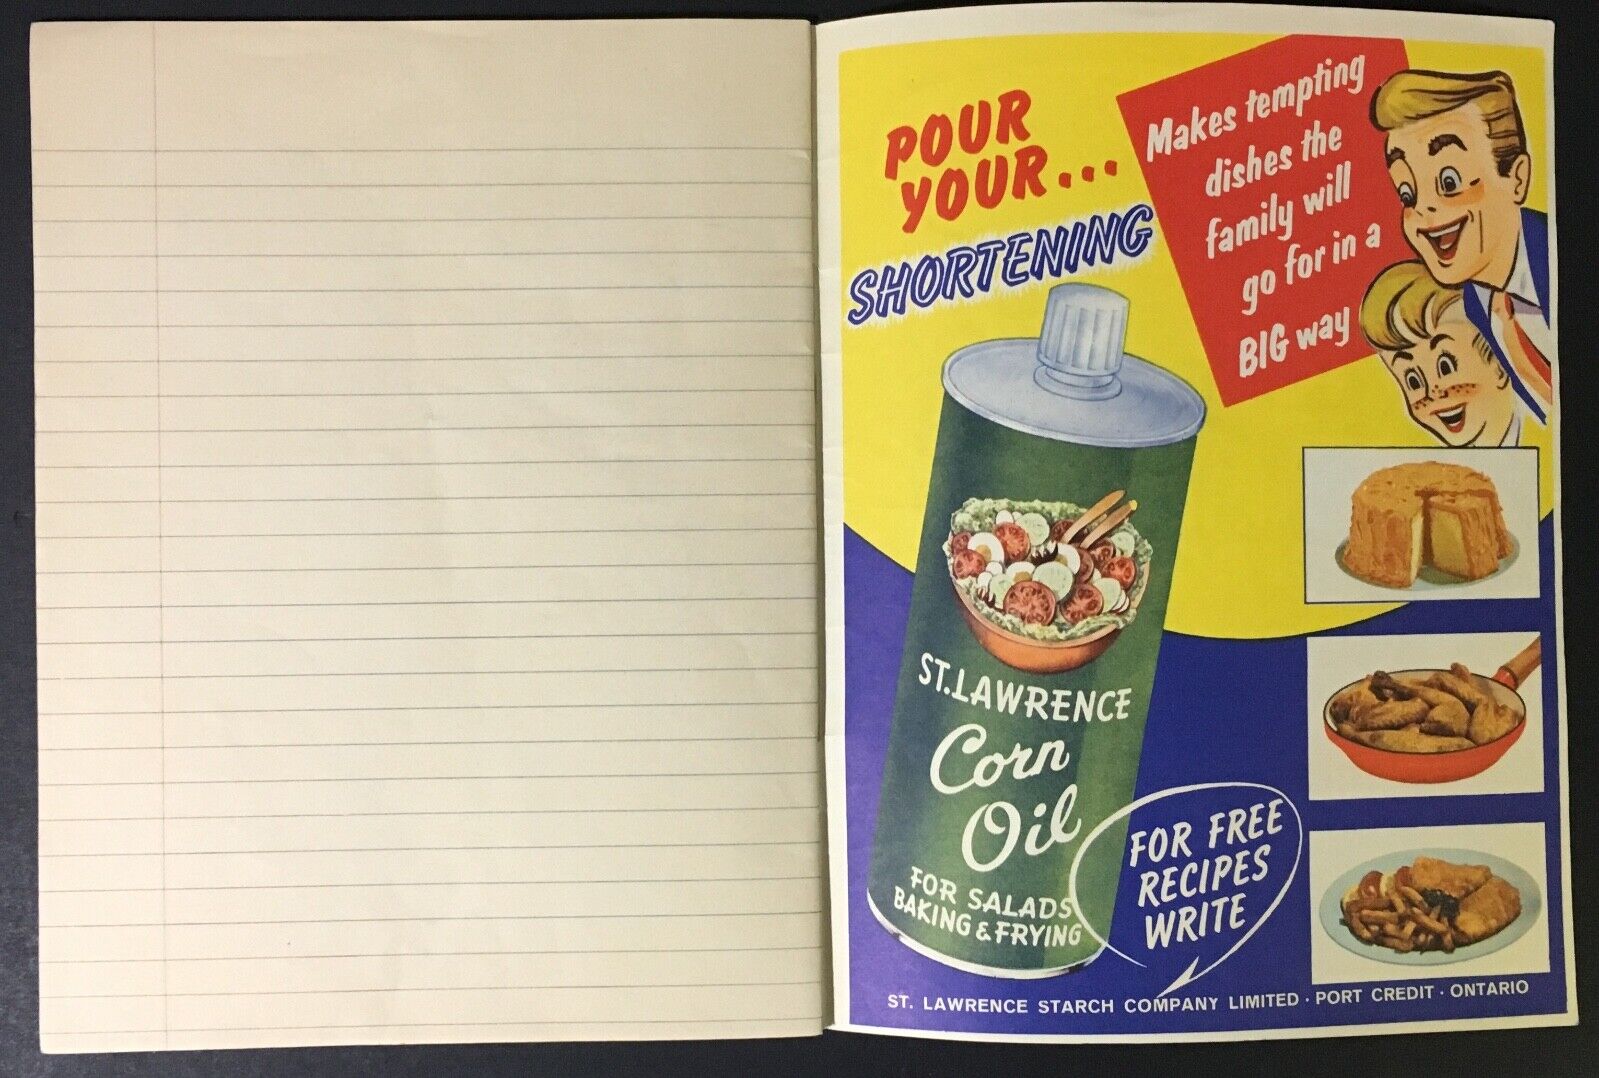 POUR
YOUR...
SHORTENING
Makes tempting
dishes the
family will
go for in a
BIG way
ST. LAWRENCE
Corn
Oil
FOR SALADS
BAKING & FRYING
FOR FREE
RECIPES
WRITE
ST. LAWRENCE STARCH COMPANY LIMITED · PORT CREDIT · ONTARIO